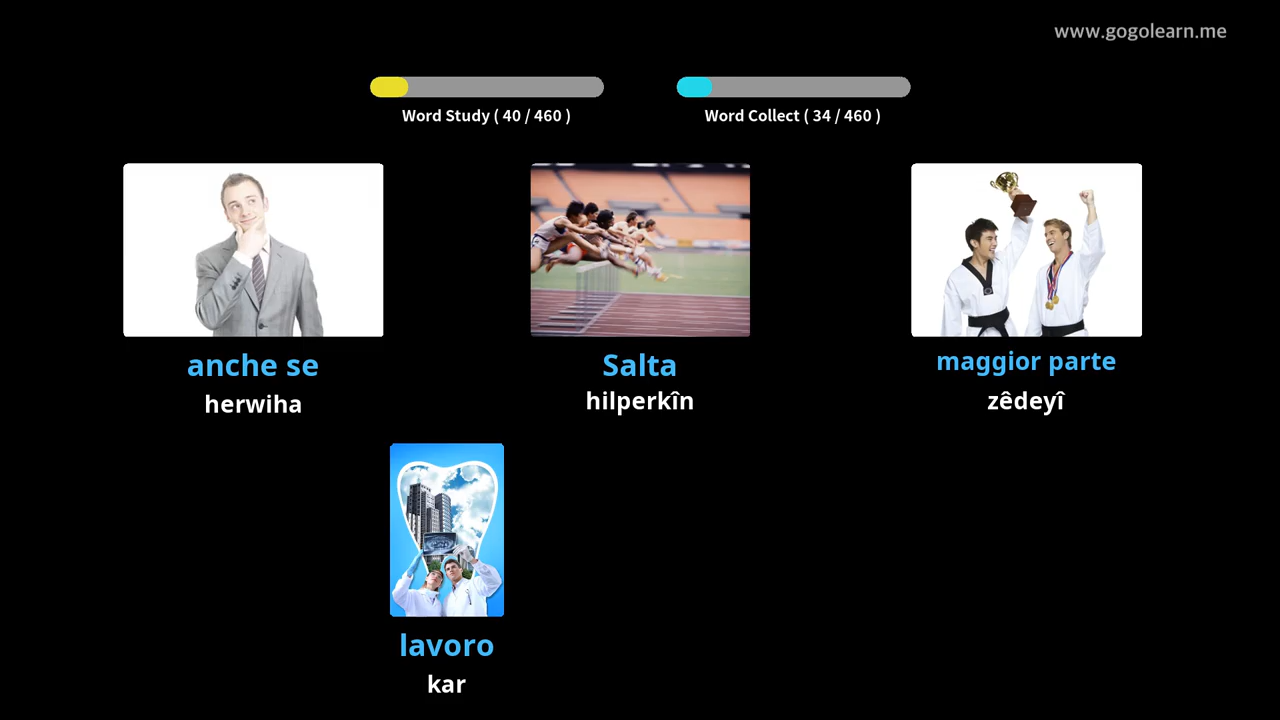 www.gogolearn.me
Word Study ( 40 / 460 )
Word Collect ( 34 / 460 )
anche se
herwiha
Salta
hilperkîn
maggior parte
zêdeyî
lavoro
kar